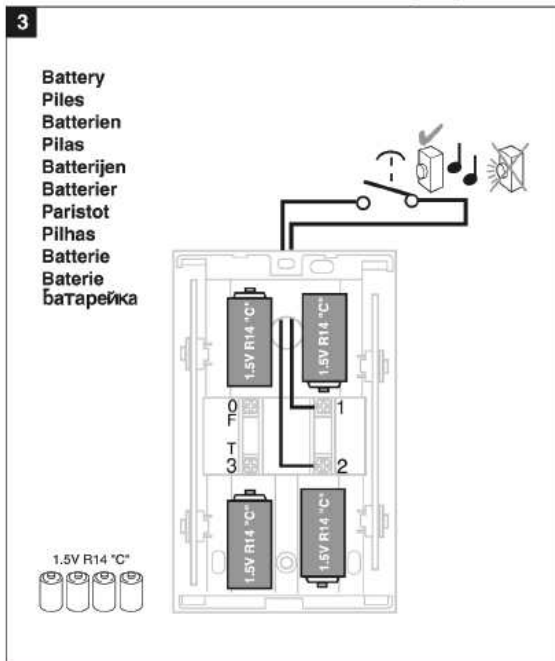 3
Battery
Piles
Batterien
Pilas
Batterijen
Batterier
Paristot
Pilhas
Batterie
Baterie
батарейка
1.5V R14 "C"
1.5V R14 "C"
0
1
F
T
3
2
1.5V R14 "C"
1.5V R14 "C"
1.5V R14 "C"